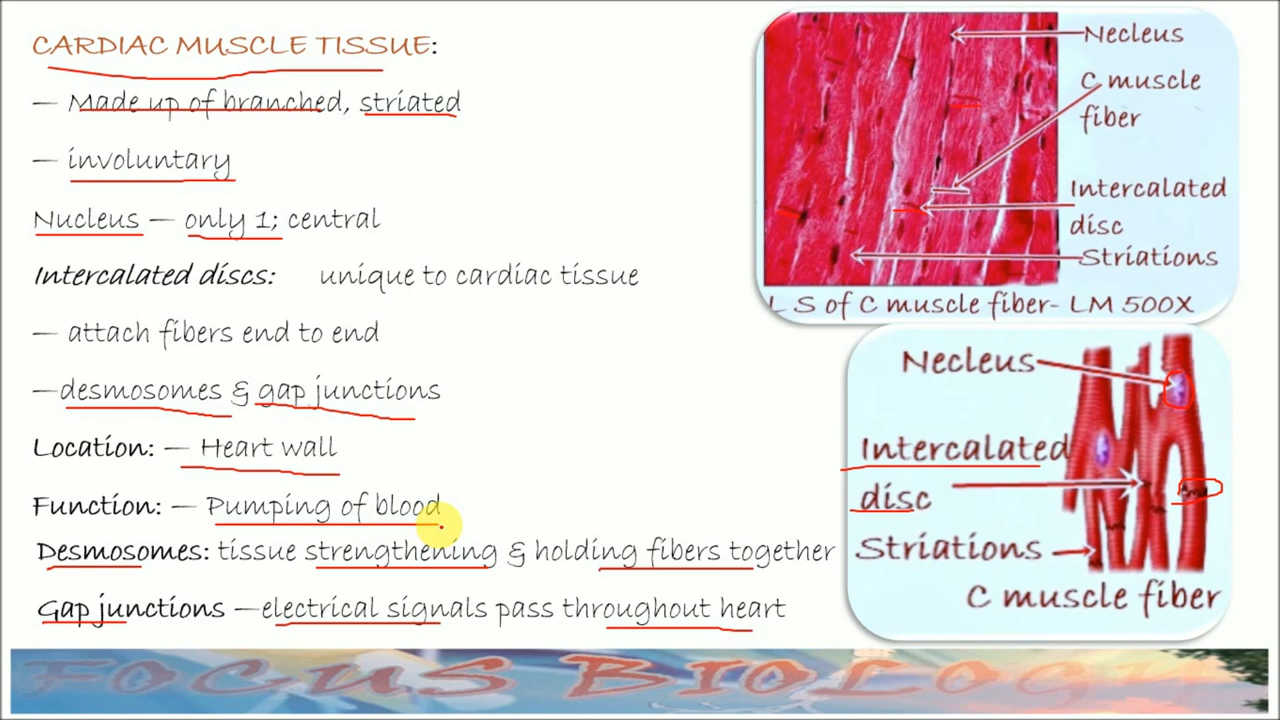 CARDIAC MUSCLE TISSUE:
— Made up of branched, striated
— involuntary
Nucleus — only 1; central
Intercalated discs: unique to cardiac tissue
— attach fibers end to end
—desmosomes & gap junctions
Location: — Heart wall
Function: — Pumping of blood
Desmosomes: tissue strengthening & holding fibers together
Gap junctions —electrical signals pass throughout heart
Necleus
C muscle
fiber
Intercalated
disc
Striations
L S of C muscle fiber- LM 500X
Necleus
Intercalated
disc
Striations
C muscle fiber
FOCUS BIOLOGY